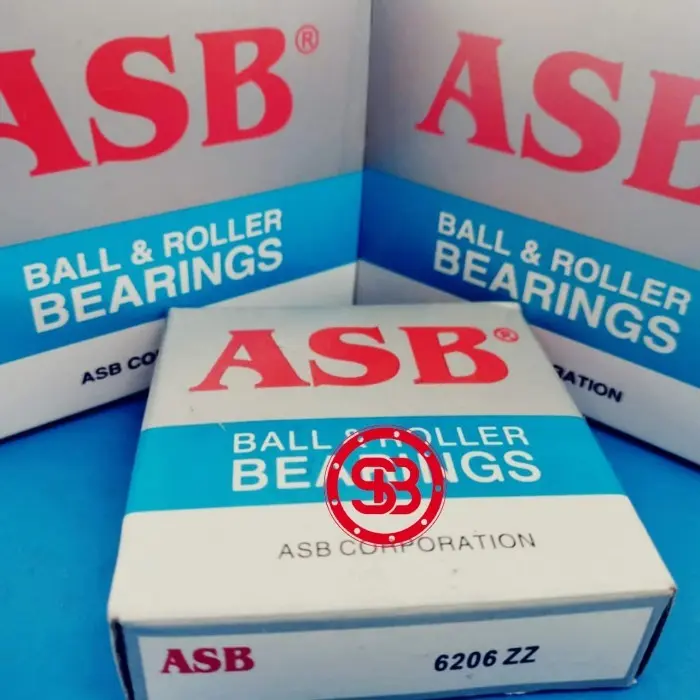 ASB®
BALL & ROLLER
BEARINGS
ASB CO
ASB
BALL & ROLLER
BEARINGS
RATION
ASB®
BALL & ROLLER
BEARINGS
SB
ASB CORPORATION
ASB
6206 ZZ